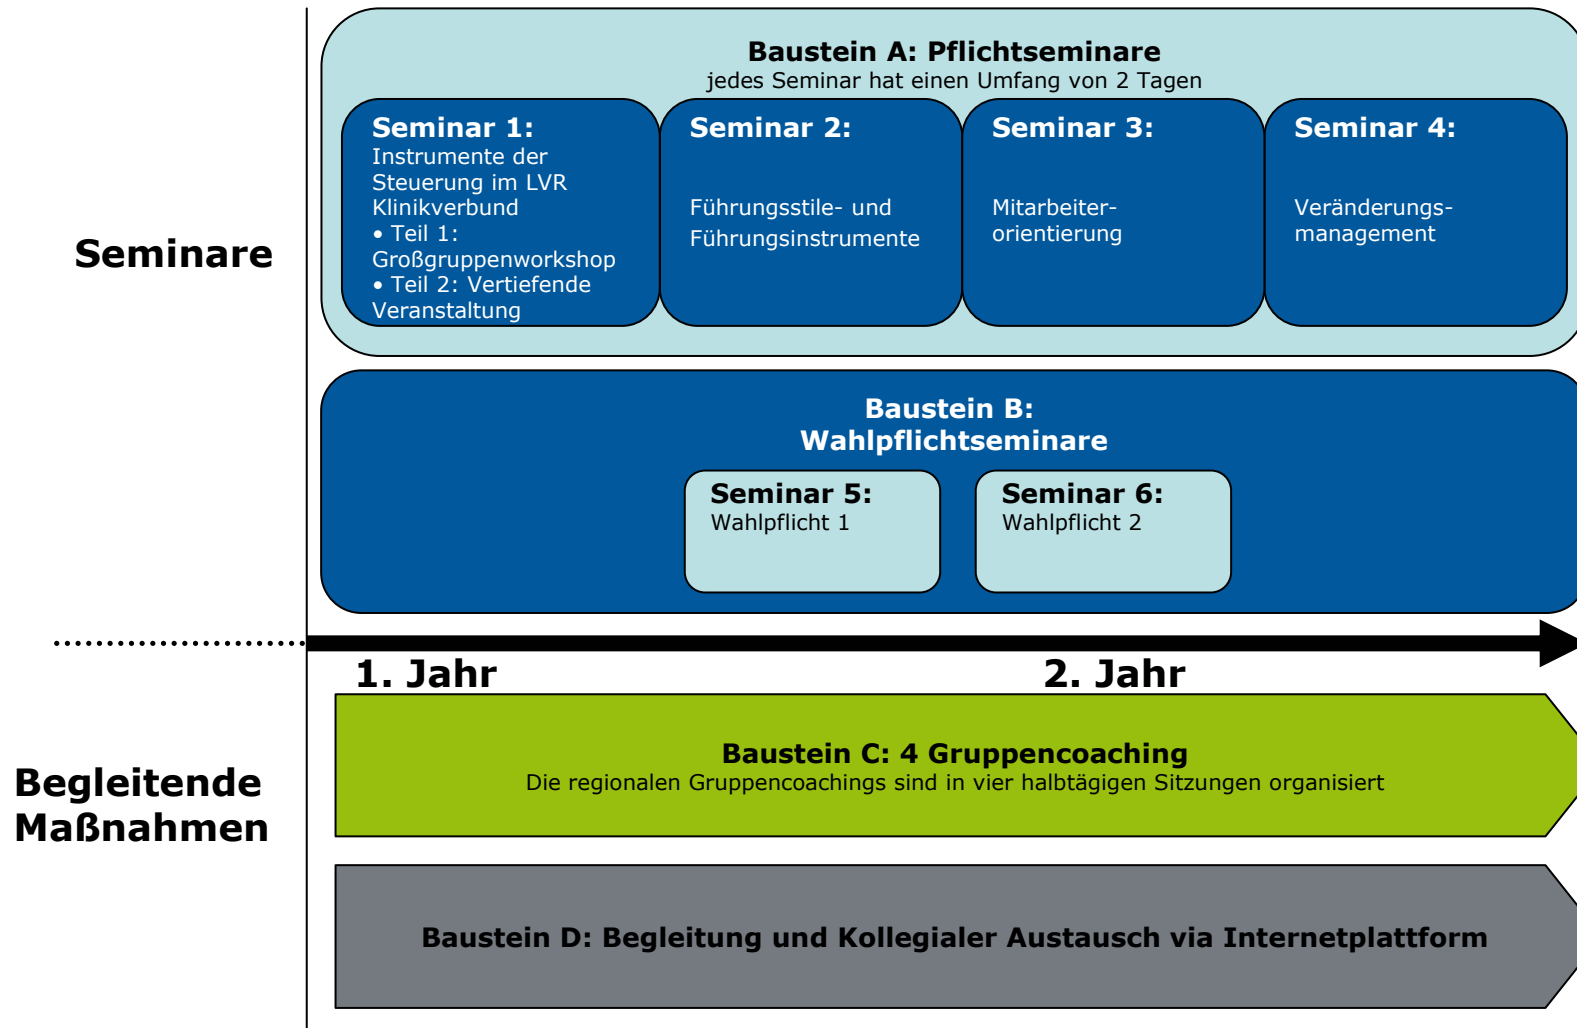 Baustein A: Pflichtseminare
jedes Seminar hat einen Umfang von 2 Tagen
Seminar 1:
Instrumente der
Steuerung im LVR
Klinikverbund
• Teil 1:
Großgruppenworkshop
• Teil 2: Vertiefende
Veranstaltung
Seminar 2:
Führungsstile- und
Führungsinstrumente
Seminar 3:
Mitarbeiter-
orientierung
Seminar 4:
Veränderungs-
management
Seminare
Baustein B:
Wahlpflichtseminare
Seminar 5:
Wahlpflicht 1
Seminar 6:
Wahlpflicht 2
1. Jahr
2. Jahr
Begleitende
Maßnahmen
Baustein C: 4 Gruppencoaching
Die regionalen Gruppencoachings sind in vier halbtägigen Sitzungen organisiert
Baustein D: Begleitung und Kollegialer Austausch via Internetplattform